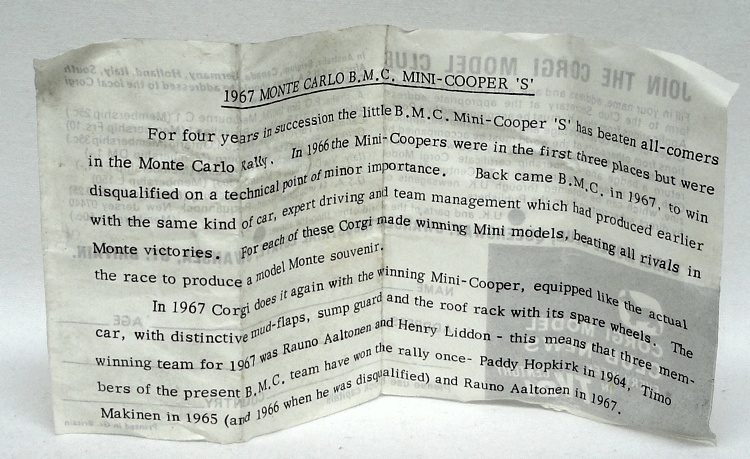 1967 MONTE CARLO B.M.C. MINI-COOPER 'S'
For four years in succession the little B.M.C. Mini-Cooper 'S' has beaten all-comers
in the Monte Carlo Rally. In 1966 the Mini-Coopers were in the first three places but were
disqualified on a technical point of minor importance. Back came B.M.C. in 1967, to win
with the same kind of car, expert driving and team management which had produced earlier
Monte victories. For each of these Corgi made winning Mini models, beating all rivals in
the race to produce a model Monte souvenir.
In 1967 Corgi does it again with the winning Mini-Cooper, equipped like the actual
car, with distinctive mud-flaps, sump guard and the roof rack with its spare wheels. The
winning team for 1967 was Rauno Aaltonen and Henry Liddon - this means that three mem-
bers of the present B.M.C. team have won the rally once- Paddy Hopkirk in 1964, Timo
Makinen in 1965 (and 1966 when he was disqualified) and Rauno Aaltonen in 1967.
JOIN THE CORGI MODEL CLUB